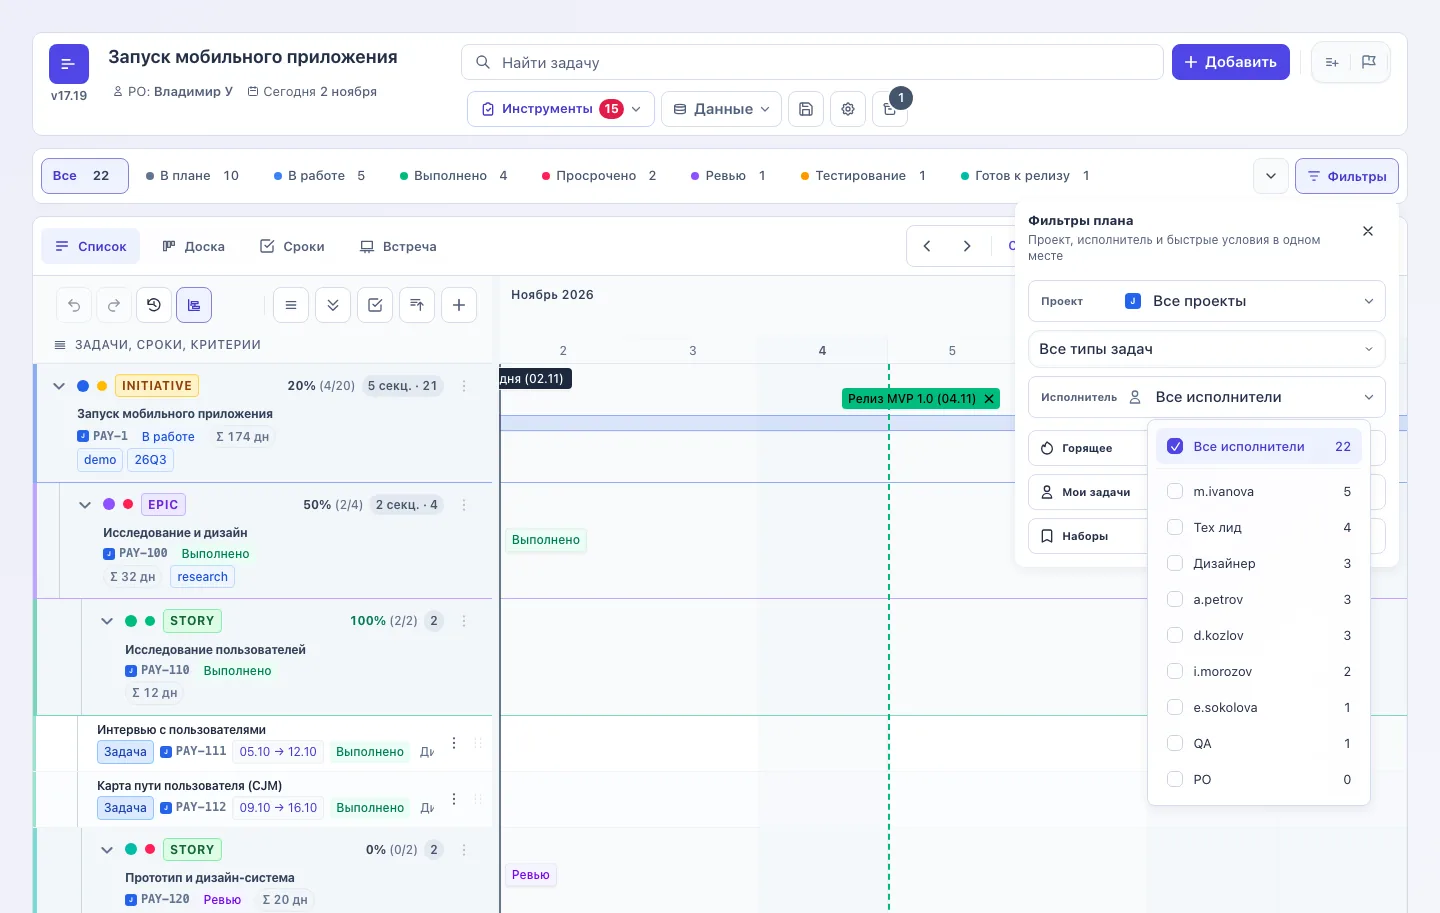 Запуск мобильного приложения
v17.19
PO: Владимир У
Сегодня 2 ноября
Найти задачу
Добавить
Инструменты 15
Данные
1
Все 22
В плане 10
В работе 5
Выполнено 4
Просрочено 2
Ревью 1
Тестирование 1
Готов к релизу 1
Фильтры
Список
Доска
Сроки
Встреча
Фильтры плана
Проект, исполнитель и быстрые условия в одном
месте
Проект J Все проекты
Все типы задач
Исполнитель Все исполнители
Горящее
Мои задачи
Наборы
Все исполнители 22
m.ivanova 5
Тех лид 4
Дизайнер 3
a.petrov 3
d.kozlov 3
i.morozov 2
e.sokolova 1
QA 1
PO 0
Ноябрь 2026
2 3 4 5
дня (02.11)
Релиз MVP 1.0 (04.11)
ЗАДАЧИ, СРОКИ, КРИТЕРИИ
INITIATIVE 20% (4/20) 5 секц. · 21
Запуск мобильного приложения
J PAY-1 В работе Σ 174 дн
demo 26Q3
EPIC 50% (2/4) 2 секц. · 4
Исследование и дизайн
J PAY-100 Выполнено
Σ 32 дн research
Выполнено
STORY 100% (2/2) 2
Исследование пользователей
J PAY-110 Выполнено
Σ 12 дн
Интервью с пользователями
Задача J PAY-111 05.10 → 12.10 Выполнено Ди
Карта пути пользователя (CJM)
Задача J PAY-112 09.10 → 16.10 Выполнено Ди
STORY 0% (0/2) 2
Прототип и дизайн-система
J PAY-120 Ревью Σ 20 дн
Ревью